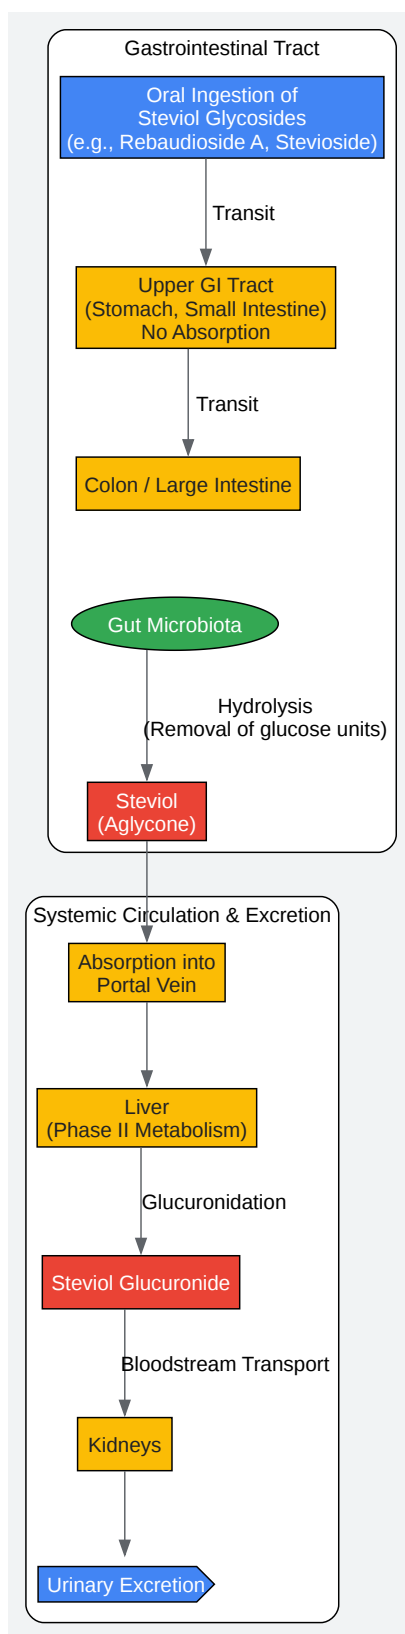 Gastrointestinal Tract
Oral Ingestion of
Steviol Glycosides
(e.g., Rebaudioside A, Stevioside)
Transit
Upper GI Tract
(Stomach, Small Intestine)
No Absorption
Transit
Colon / Large Intestine
Gut Microbiota
Hydrolysis
(Removal of glucose units)
Steviol
(Aglycone)
Systemic Circulation & Excretion
Absorption into
Portal Vein
Liver
(Phase II Metabolism)
Glucuronidation
Steviol Glucuronide
Bloodstream Transport
Kidneys
Urinary Excretion